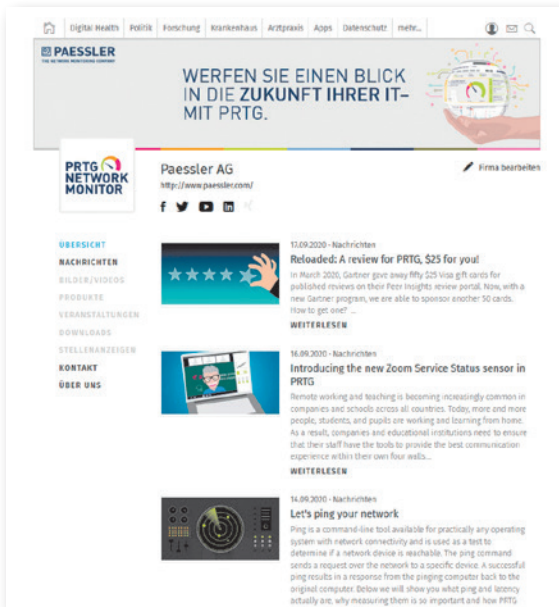 Digital Health Politik Forschung Krankenhaus Arztpraxis Apps Datenschutz mehr...
PAESSLER
THE NETWORK MONITORING COMPANY
WERFEN SIE EINEN BLICK
IN DIE ZUKUNFT IHRER IT–
MIT PRTG.
PRTG
NETWORK
MONITOR
Paessler AG
http://www.paessler.com/
Firma bearbeiten
ÜBERSICHT
NACHRICHTEN
BILDER/VIDEOS
PRODUKTE
VERANSTALTUNGEN
DOWNLOADS
STELLENANZEIGEN
KONTAKT
ÜBER UNS
17.09.2020 - Nachrichten
Reloaded: A review for PRTG, $25 for you!
In March 2020, Gartner gave away fifty $25 Visa gift cards for
published reviews on their Peer Insights review portal. Now, with a
new Gartner program, we are able to sponsor another 50 cards.
How to get one? ...
WEITERLESEN
16.09.2020 - Nachrichten
Introducing the new Zoom Service Status sensor in
PRTG
Remote working and teaching is becoming increasingly common in
companies and schools across all countries. Today, more and more
people, students, and pupils are working and learning from home.
As a result, companies and educational institutions need to ensure
that their staff have the tools to provide the best communication
experience within their own four walls...
WEITERLESEN
14.09.2020 - Nachrichten
Let's ping your network
Ping is a command-line tool available for practically any operating
system with network connectivity and is used as a test to
determine if a network device is reachable. The ping command
sends a request over the network to a specific device. A successful
ping results in a response from the pinging computer back to the
original computer. Below we will show you what ping and latency
actually are, why measuring them is so important and how PRTG